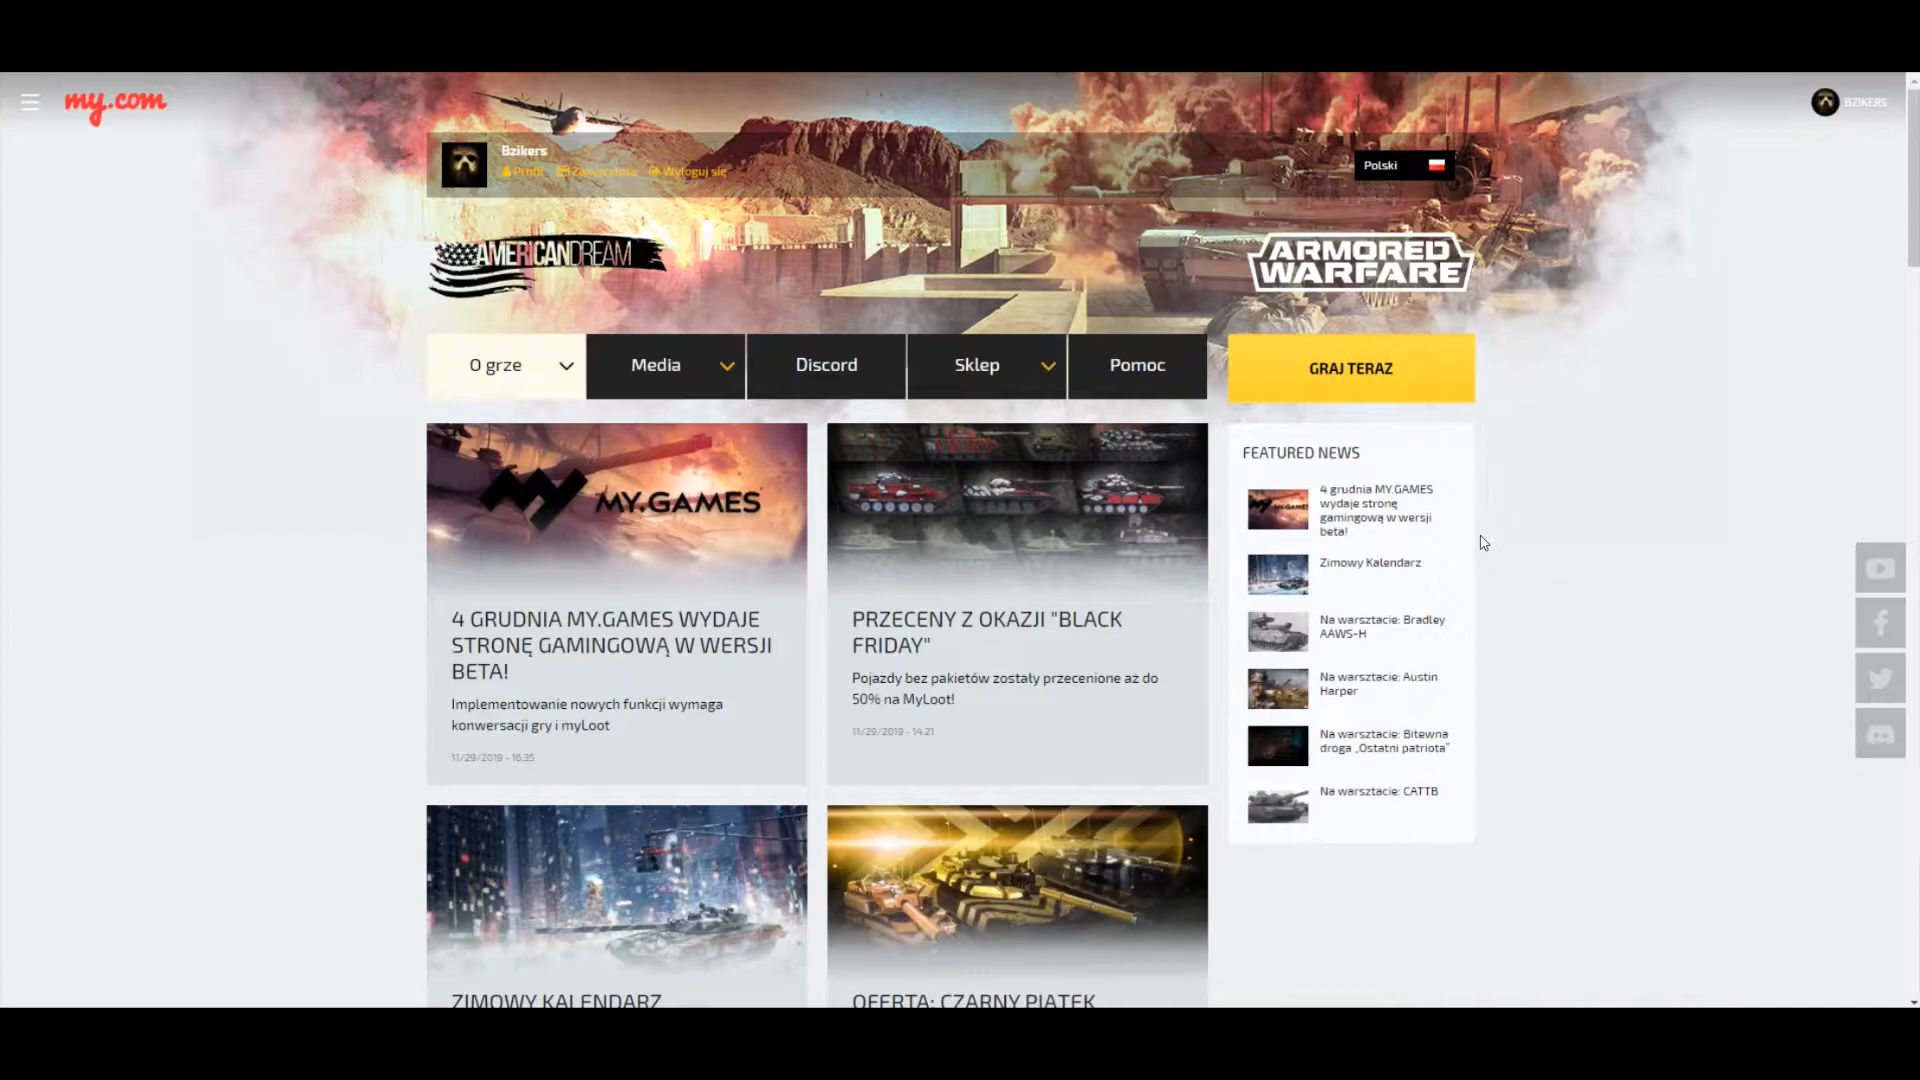 my.com
BZIKERS
Bzikers
Profil
Wyloguj się
Polski
AMERICANDREAM
ARMORED
WARFARE
O grze
Media
Discord
Sklep
Pomoc
GRAJ TERAZ
MY.GAMES
4 GRUDNIA MY.GAMES WYDAJE
STRONĘ GAMINGOWĄ W WERSJI
BETA!
Implementowanie nowych funkcji wymaga
konwersacji gry i myLoot
11/29/2019 - 16:35
PRZECENY Z OKAZJI "BLACK
FRIDAY"
Pojazdy bez pakietów zostały przecenione aż do
50% na MyLoot!
11/29/2019 - 14:21
FEATURED NEWS
4 grudnia MY.GAMES
wydaje stronę
gamingową w wersji
beta!
Zimowy Kalendarz
Na warsztacie: Bradley
AAWS-H
Na warsztacie: Austin
Harper
Na warsztacie: Bitewna
droga „Ostatni patriota”
Na warsztacie: CATTB
ZIMOWY KALENDARZ
OFERTA: CZARNY PIĄTEK